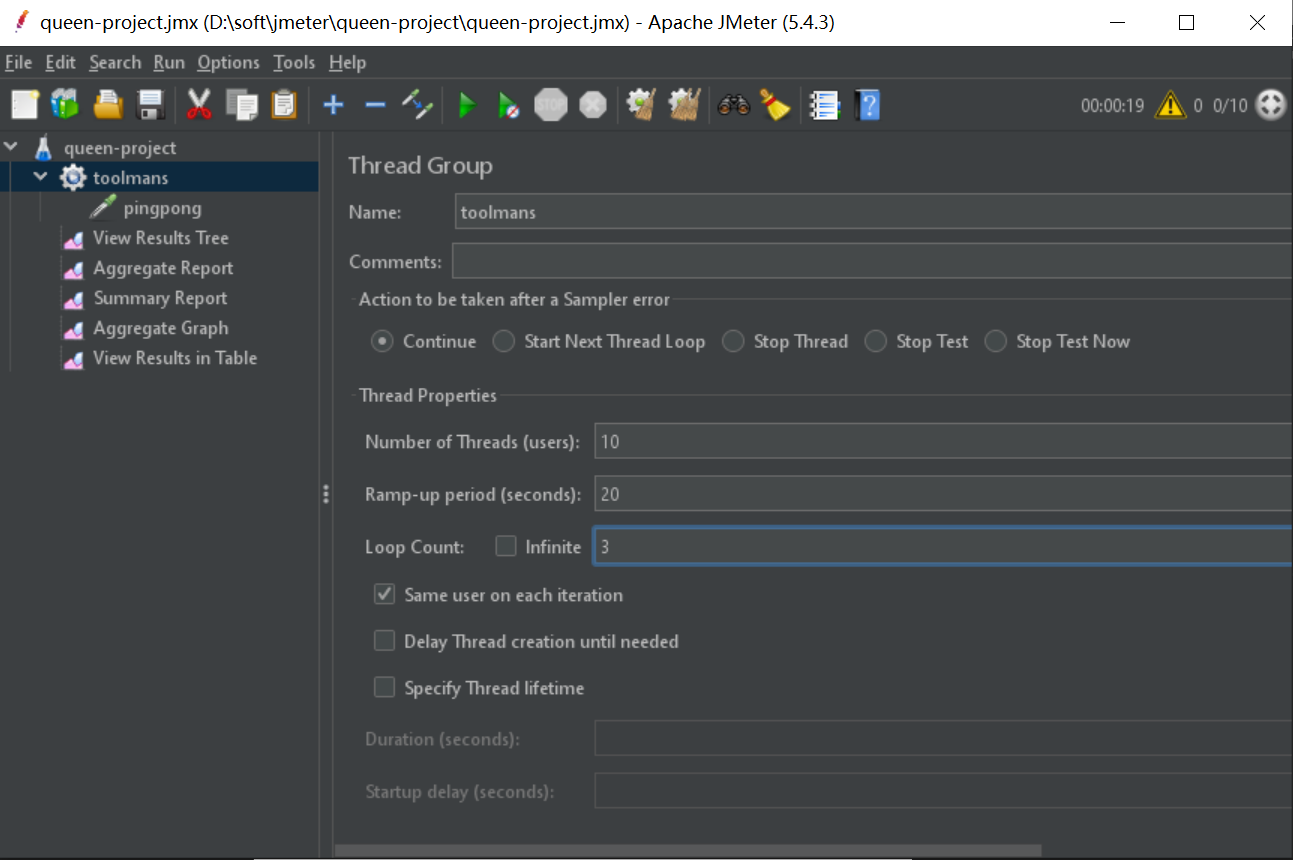 queen-project.jmx (D:\soft\jmeter\queen-project\queen-project.jmx) - Apache JMeter (5.4.3)
File Edit Search Run Options Tools Help
STOP 00:00:19 0 0/10
queen-project
toolmans
pingpong
View Results Tree
Aggregate Report
Summary Report
Aggregate Graph
View Results in Table
Thread Group
Name: toolmans
Comments:
Action to be taken after a Sampler error
Continue Start Next Thread Loop Stop Thread Stop Test Stop Test Now
Thread Properties
Number of Threads (users): 10
Ramp-up period (seconds): 20
Loop Count: Infinite 3
Same user on each iteration
Delay Thread creation until needed
Specify Thread lifetime
Duration (seconds):
Startup delay (seconds):